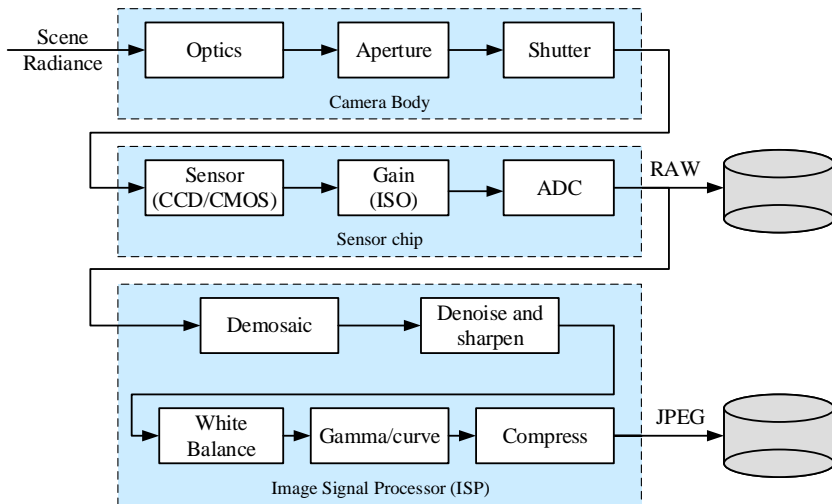 Scene
Radiance
Optics
Aperture
Shutter
Camera Body
Sensor
(CCD/CMOS)
Gain
(ISO)
ADC
RAW
Sensor chip
Demosaic
Denoise and
sharpen
White
Balance
Gamma/curve
Compress
JPEG
Image Signal Processor (ISP)